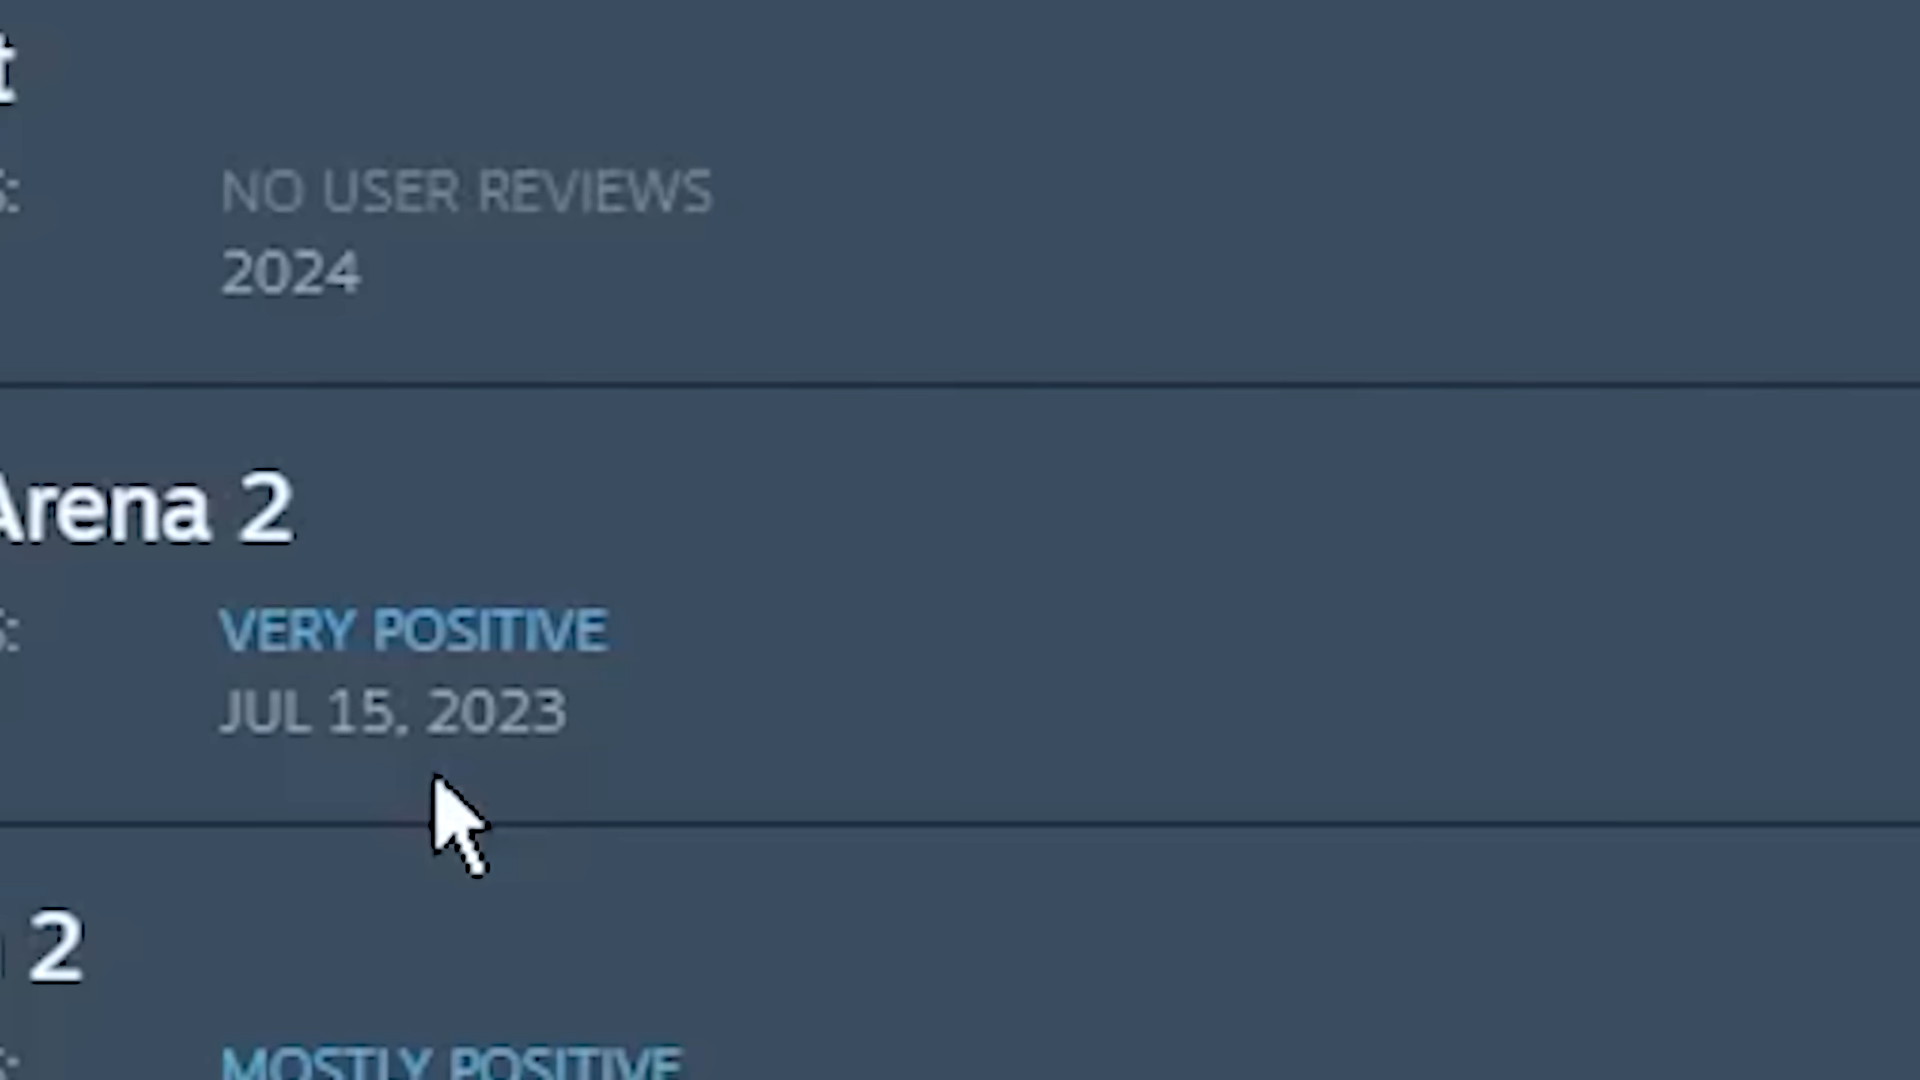 t
S: NO USER REVIEWS
2024
Arena 2
S: VERY POSITIVE
JUL 15, 2023
2
S: MOSTLY POSITIVE